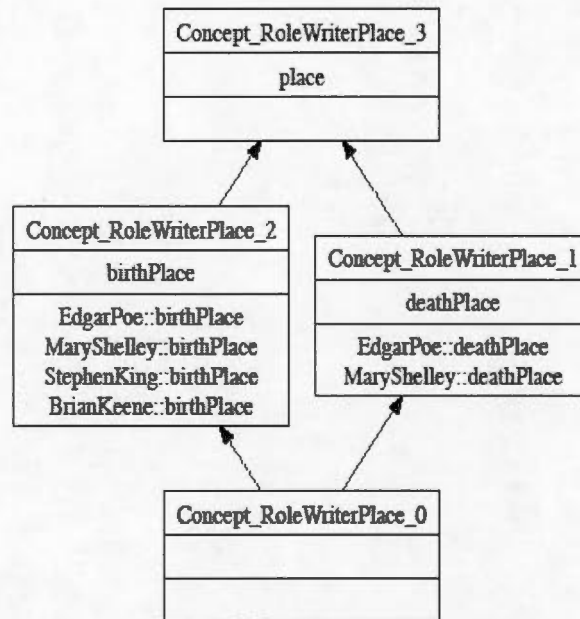 Concept_RoleWriterPlace_3
place
Concept_RoleWriterPlace_2
birthPlace
EdgarPoe::birthPlace
MaryShelley::birthPlace
StephenKing::birthPlace
BrianKeene::birthPlace
Concept_RoleWriterPlace_1
deathPlace
EdgarPoe::deathPlace
MaryShelley::deathPlace
Concept_RoleWriterPlace_0